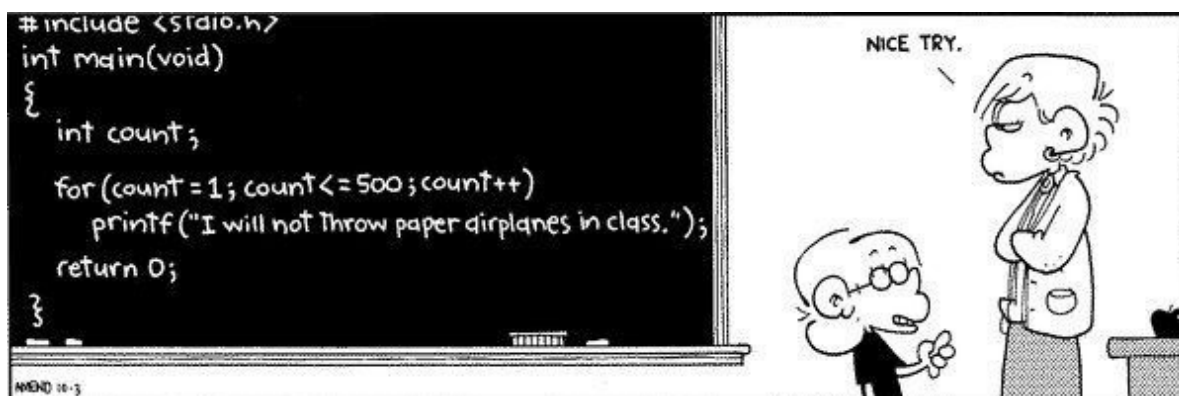 #include <stdio.h>
int main(void)
{
int count;
for (count = 1; count <= 500; count++)
printf("I will not throw paper airplanes in class.");
return 0;
}
NICE TRY.
AMEND 10-3